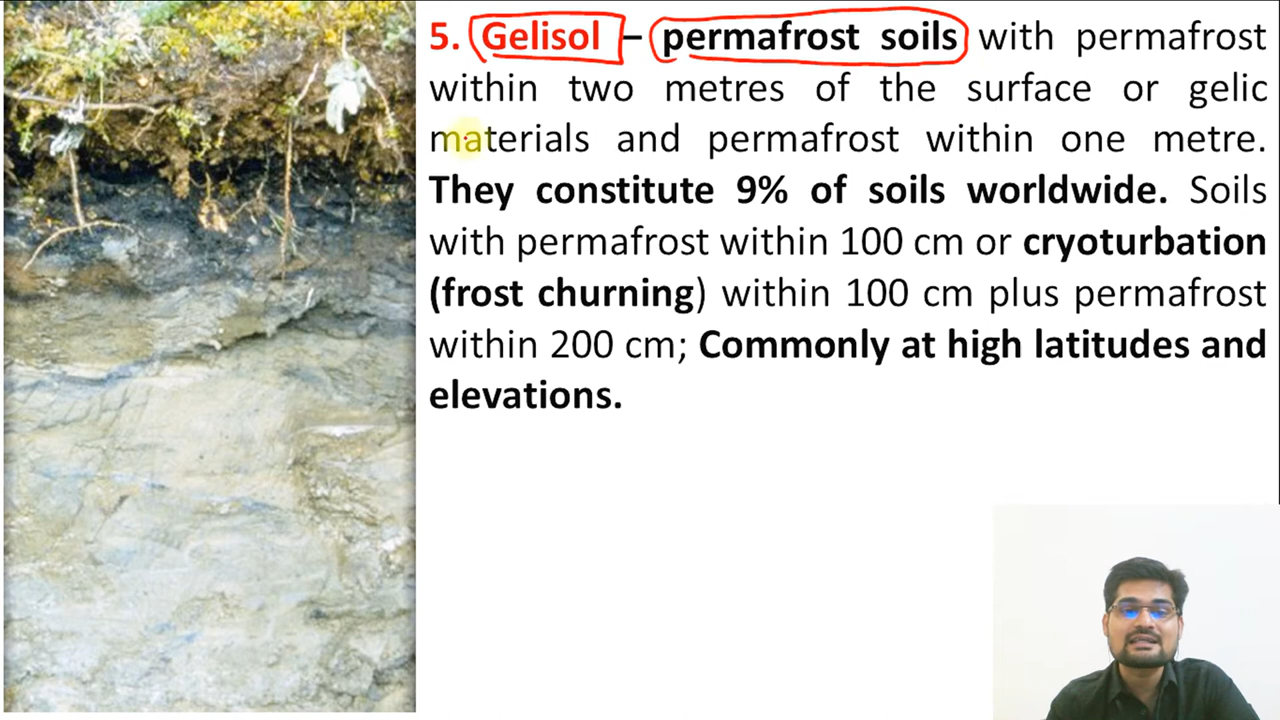 5. Gelisol – permafrost soils with permafrost
within two metres of the surface or gelic
materials and permafrost within one metre.
They constitute 9% of soils worldwide. Soils
with permafrost within 100 cm or cryoturbation
(frost churning) within 100 cm plus permafrost
within 200 cm; Commonly at high latitudes and
elevations.